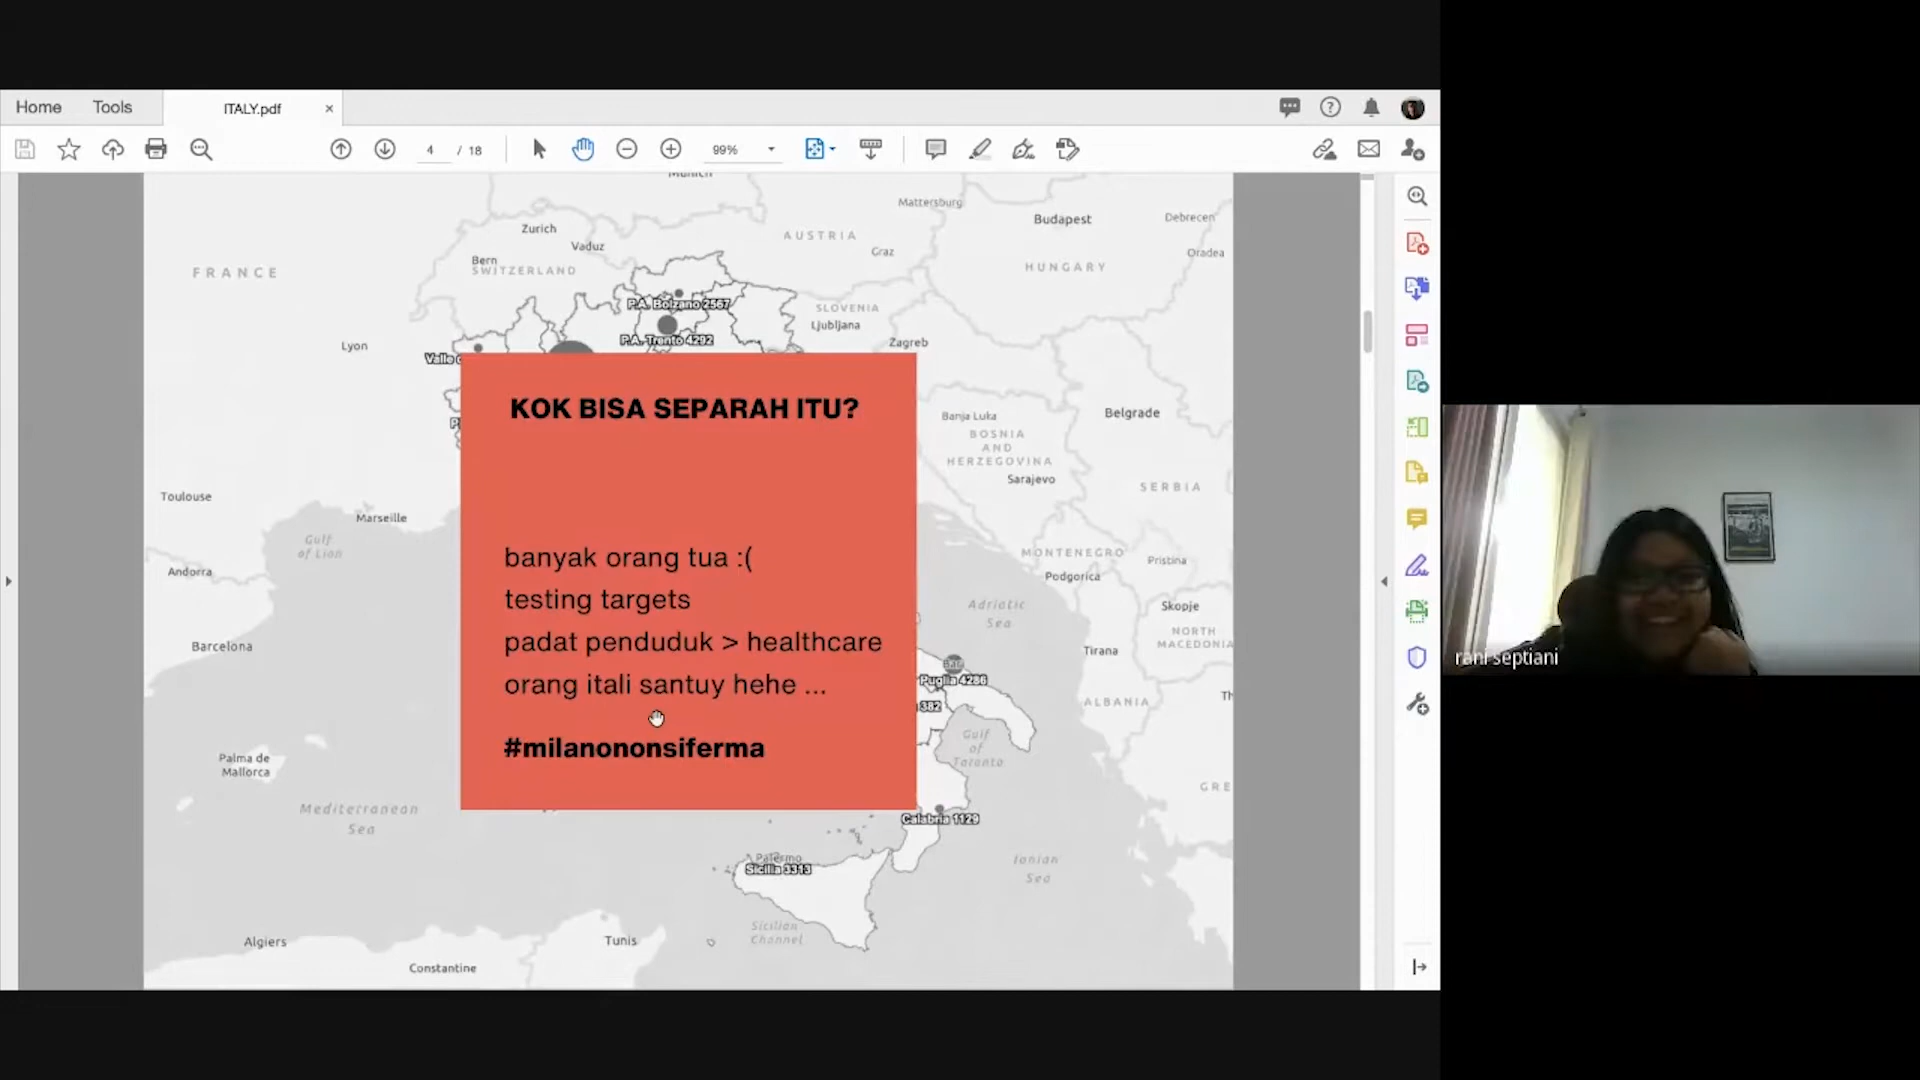 Home Tools ITALY.pdf ×
4 / 18 99%
Munich
Mattersburg
Budapest
Debrecen
Zurich
Vaduz
AUSTRIA
Graz
Oradea
Bern
SWITZERLAND
FRANCE
HUNGARY
P.A. Bolzano 2567
SLOVENIA
Ljubljana
P.A. Trento 4292
Lyon
Zagreb
Valle
KOK BISA SEPARAH ITU?
Banja Luka
Belgrade
BOSNIA
AND
HERZEGOVINA
Sarajevo
SERBIA
Toulouse
Marseille
Gulf
of Lion
banyak orang tua :(
testing targets
padat penduduk > healthcare
orang itali santuy hehe ...
#milanononsiferma
MONTENEGRO
Podgorica
Pristina
Andorra
Adriatic
Sea
Skopje
NORTH
MACEDONIA
Barcelona
Tirana
Bari
Puglia 4286
382
ALBANIA
Th
Gulf
of
Taranto
Palma de
Mallorca
GRE
Mediterranean
Sea
Calabria 1129
Palermo
Sicilia 3313
Ionian
Sea
Sicilian
Channel
Algiers
Tunis
Constantine
rani septiani